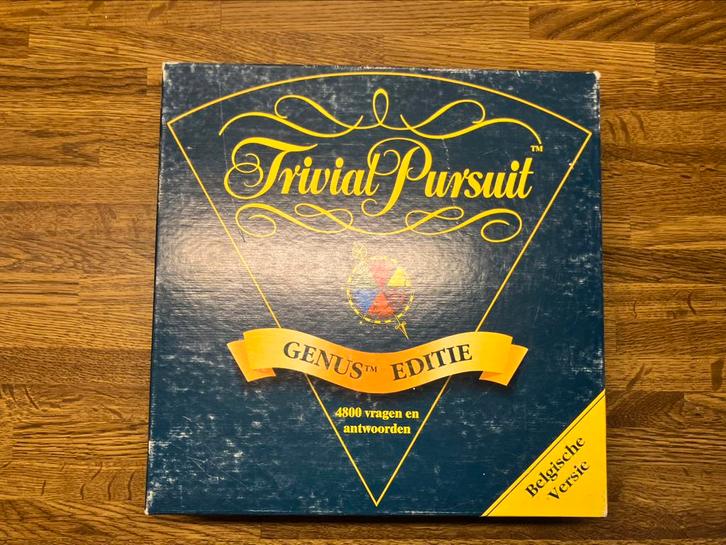 Trivial Pursuit™
GENUS™ EDITIE
4800 vragen en
antwoorden
Belgische
Versie